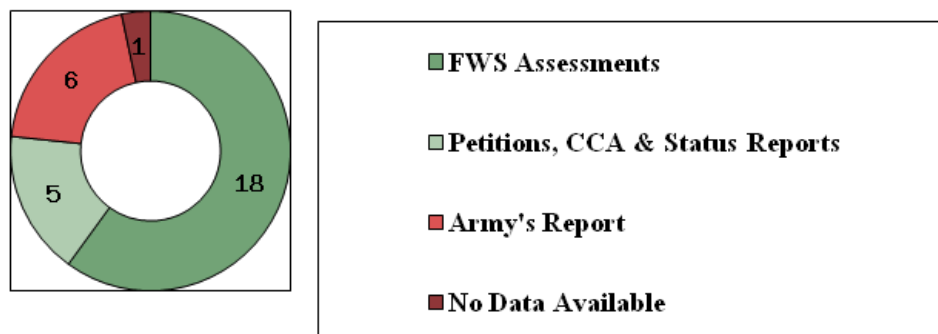 1
6
5
18
FWS Assessments
Petitions, CCA & Status Reports
Army's Report
No Data Available